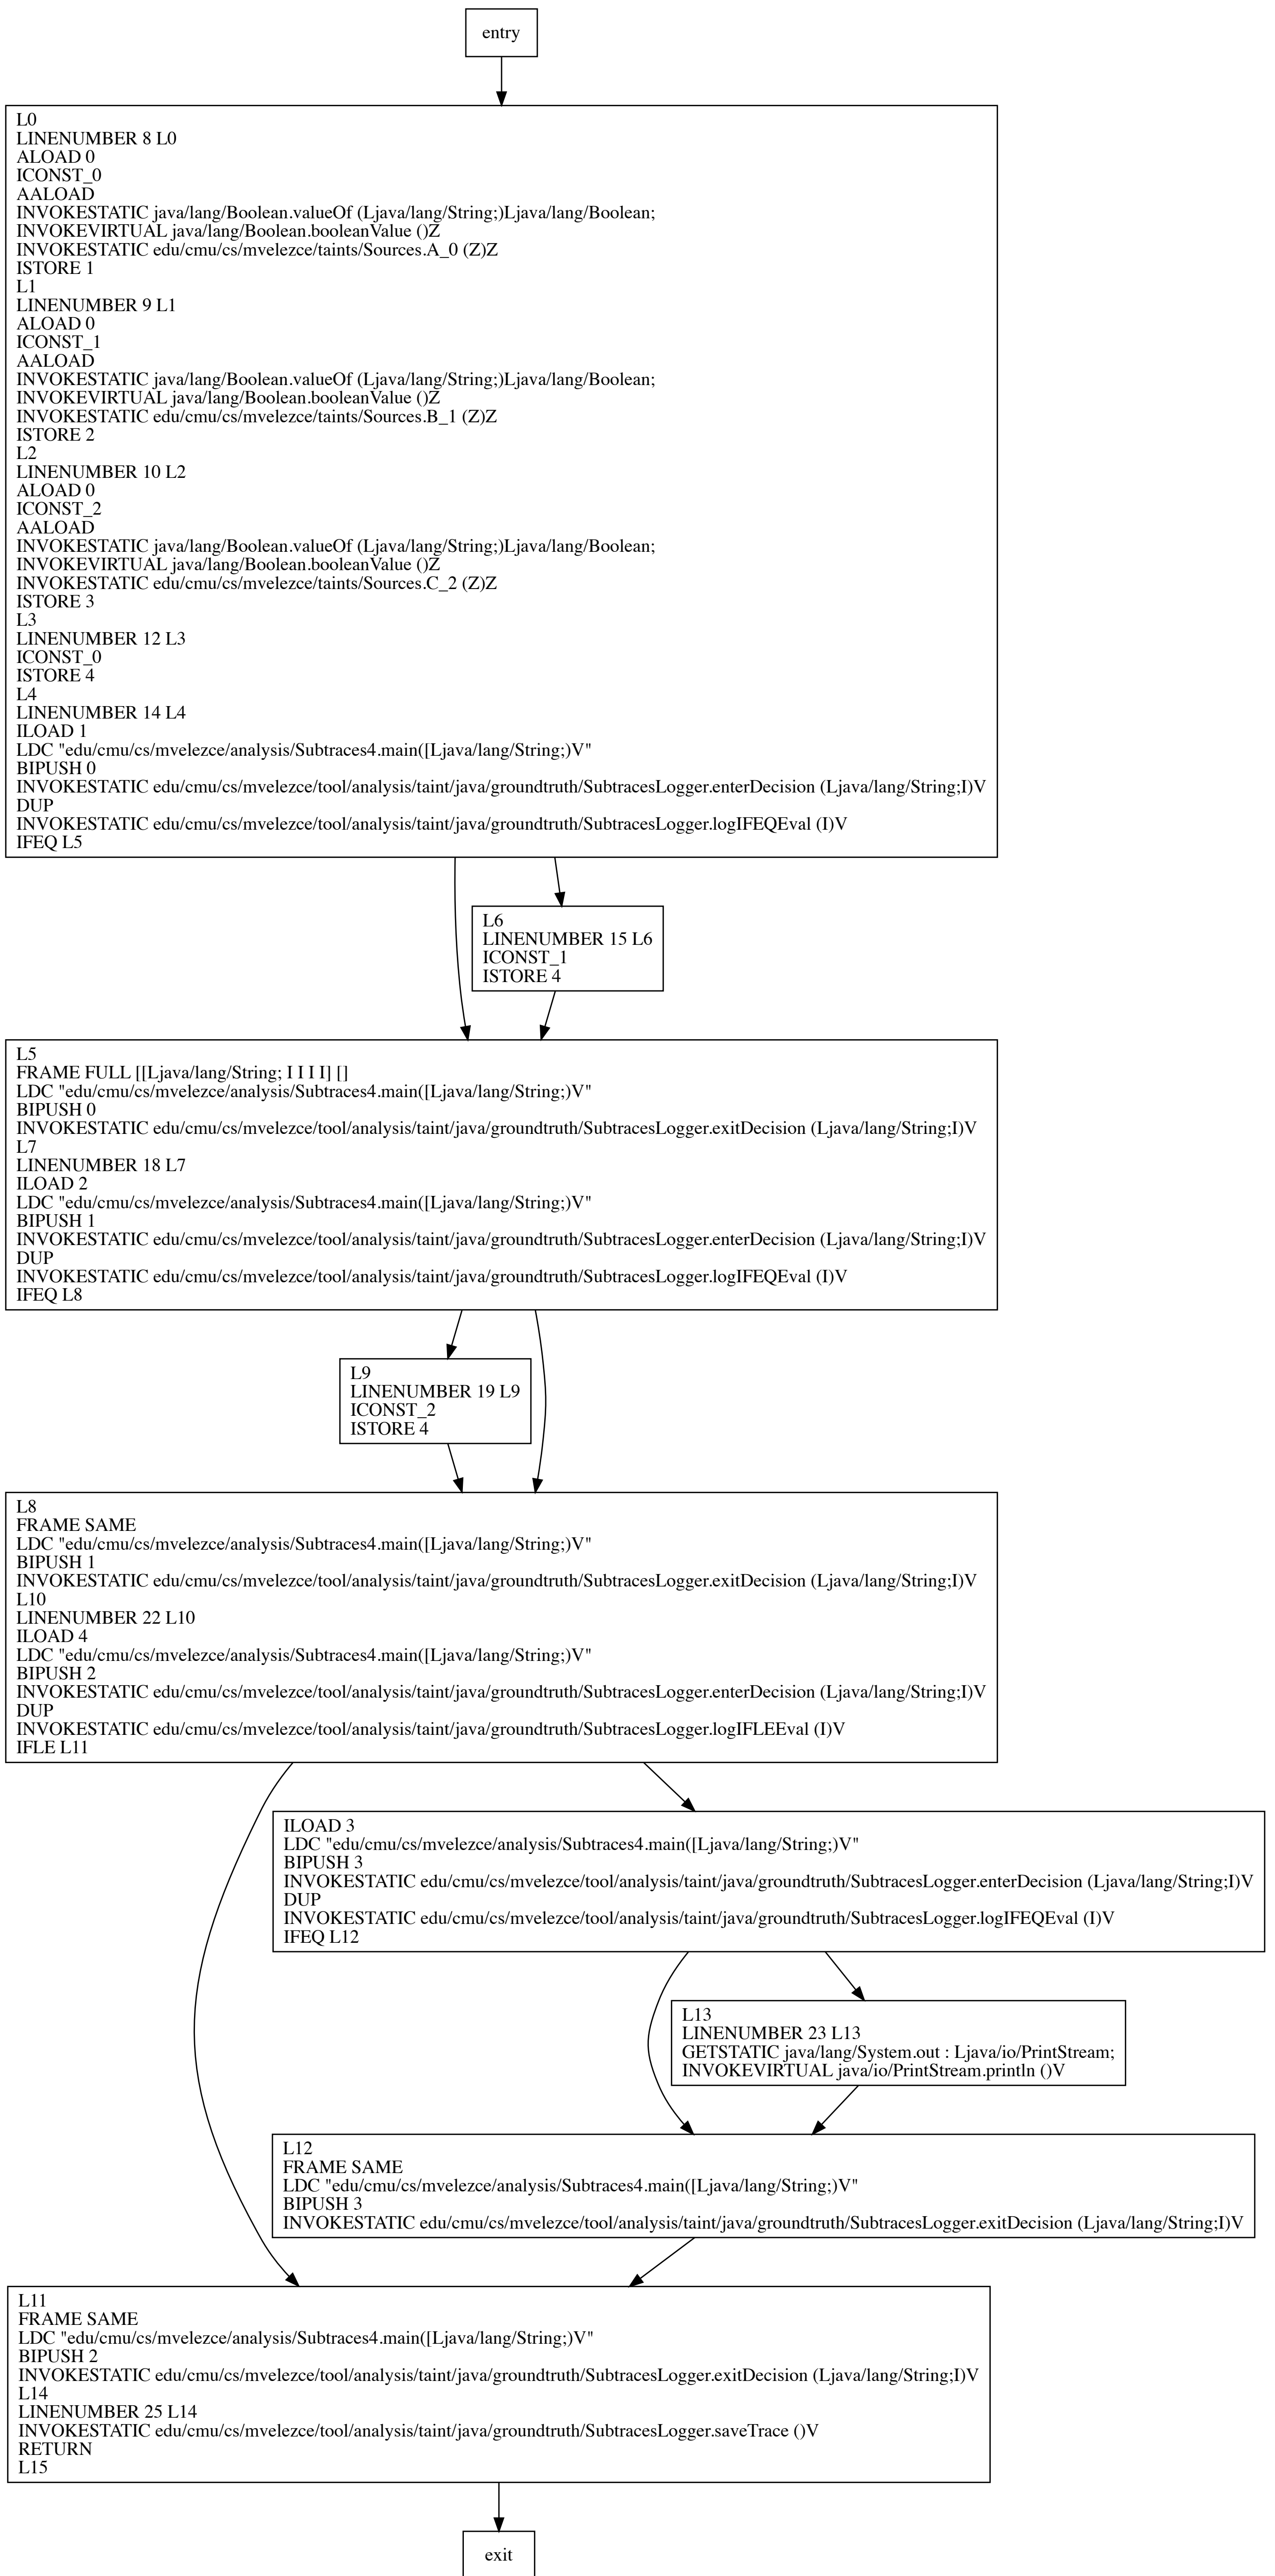 entry
L0
LINENUMBER 8 L0
ALOAD 0
ICONST_0
AALOAD
INVOKESTATIC java/lang/Boolean.valueOf (Ljava/lang/String;)Ljava/lang/Boolean;
INVOKEVIRTUAL java/lang/Boolean.booleanValue ()Z
INVOKESTATIC edu/cmu/cs/mvelezce/taints/Sources.A_0 (Z)Z
ISTORE 1
L1
LINENUMBER 9 L1
ALOAD 0
ICONST_1
AALOAD
INVOKESTATIC java/lang/Boolean.valueOf (Ljava/lang/String;)Ljava/lang/Boolean;
INVOKEVIRTUAL java/lang/Boolean.booleanValue ()Z
INVOKESTATIC edu/cmu/cs/mvelezce/taints/Sources.B_1 (Z)Z
ISTORE 2
L2
LINENUMBER 10 L2
ALOAD 0
ICONST_2
AALOAD
INVOKESTATIC java/lang/Boolean.valueOf (Ljava/lang/String;)Ljava/lang/Boolean;
INVOKEVIRTUAL java/lang/Boolean.booleanValue ()Z
INVOKESTATIC edu/cmu/cs/mvelezce/taints/Sources.C_2 (Z)Z
ISTORE 3
L3
LINENUMBER 12 L3
ICONST_0
ISTORE 4
L4
LINENUMBER 14 L4
ILOAD 1
LDC "edu/cmu/cs/mvelezce/analysis/Subtraces4.main([Ljava/lang/String;)V"
BIPUSH 0
INVOKESTATIC edu/cmu/cs/mvelezce/tool/analysis/taint/java/groundtruth/SubtracesLogger.enterDecision (Ljava/lang/String;I)V
DUP
INVOKESTATIC edu/cmu/cs/mvelezce/tool/analysis/taint/java/groundtruth/SubtracesLogger.logIFEQEval (I)V
IFEQ L5
L6
LINENUMBER 15 L6
ICONST_1
ISTORE 4
L5
FRAME FULL [[Ljava/lang/String; I I I I] []
LDC "edu/cmu/cs/mvelezce/analysis/Subtraces4.main([Ljava/lang/String;)V"
BIPUSH 0
INVOKESTATIC edu/cmu/cs/mvelezce/tool/analysis/taint/java/groundtruth/SubtracesLogger.exitDecision (Ljava/lang/String;I)V
L7
LINENUMBER 18 L7
ILOAD 2
LDC "edu/cmu/cs/mvelezce/analysis/Subtraces4.main([Ljava/lang/String;)V"
BIPUSH 1
INVOKESTATIC edu/cmu/cs/mvelezce/tool/analysis/taint/java/groundtruth/SubtracesLogger.enterDecision (Ljava/lang/String;I)V
DUP
INVOKESTATIC edu/cmu/cs/mvelezce/tool/analysis/taint/java/groundtruth/SubtracesLogger.logIFEQEval (I)V
IFEQ L8
L9
LINENUMBER 19 L9
ICONST_2
ISTORE 4
L8
FRAME SAME
LDC "edu/cmu/cs/mvelezce/analysis/Subtraces4.main([Ljava/lang/String;)V"
BIPUSH 1
INVOKESTATIC edu/cmu/cs/mvelezce/tool/analysis/taint/java/groundtruth/SubtracesLogger.exitDecision (Ljava/lang/String;I)V
L10
LINENUMBER 22 L10
ILOAD 4
LDC "edu/cmu/cs/mvelezce/analysis/Subtraces4.main([Ljava/lang/String;)V"
BIPUSH 2
INVOKESTATIC edu/cmu/cs/mvelezce/tool/analysis/taint/java/groundtruth/SubtracesLogger.enterDecision (Ljava/lang/String;I)V
DUP
INVOKESTATIC edu/cmu/cs/mvelezce/tool/analysis/taint/java/groundtruth/SubtracesLogger.logIFLEEval (I)V
IFLE L11
ILOAD 3
LDC "edu/cmu/cs/mvelezce/analysis/Subtraces4.main([Ljava/lang/String;)V"
BIPUSH 3
INVOKESTATIC edu/cmu/cs/mvelezce/tool/analysis/taint/java/groundtruth/SubtracesLogger.enterDecision (Ljava/lang/String;I)V
DUP
INVOKESTATIC edu/cmu/cs/mvelezce/tool/analysis/taint/java/groundtruth/SubtracesLogger.logIFEQEval (I)V
IFEQ L12
L13
LINENUMBER 23 L13
GETSTATIC java/lang/System.out : Ljava/io/PrintStream;
INVOKEVIRTUAL java/io/PrintStream.println ()V
L12
FRAME SAME
LDC "edu/cmu/cs/mvelezce/analysis/Subtraces4.main([Ljava/lang/String;)V"
BIPUSH 3
INVOKESTATIC edu/cmu/cs/mvelezce/tool/analysis/taint/java/groundtruth/SubtracesLogger.exitDecision (Ljava/lang/String;I)V
L11
FRAME SAME
LDC "edu/cmu/cs/mvelezce/analysis/Subtraces4.main([Ljava/lang/String;)V"
BIPUSH 2
INVOKESTATIC edu/cmu/cs/mvelezce/tool/analysis/taint/java/groundtruth/SubtracesLogger.exitDecision (Ljava/lang/String;I)V
L14
LINENUMBER 25 L14
INVOKESTATIC edu/cmu/cs/mvelezce/tool/analysis/taint/java/groundtruth/SubtracesLogger.saveTrace ()V
RETURN
L15
exit